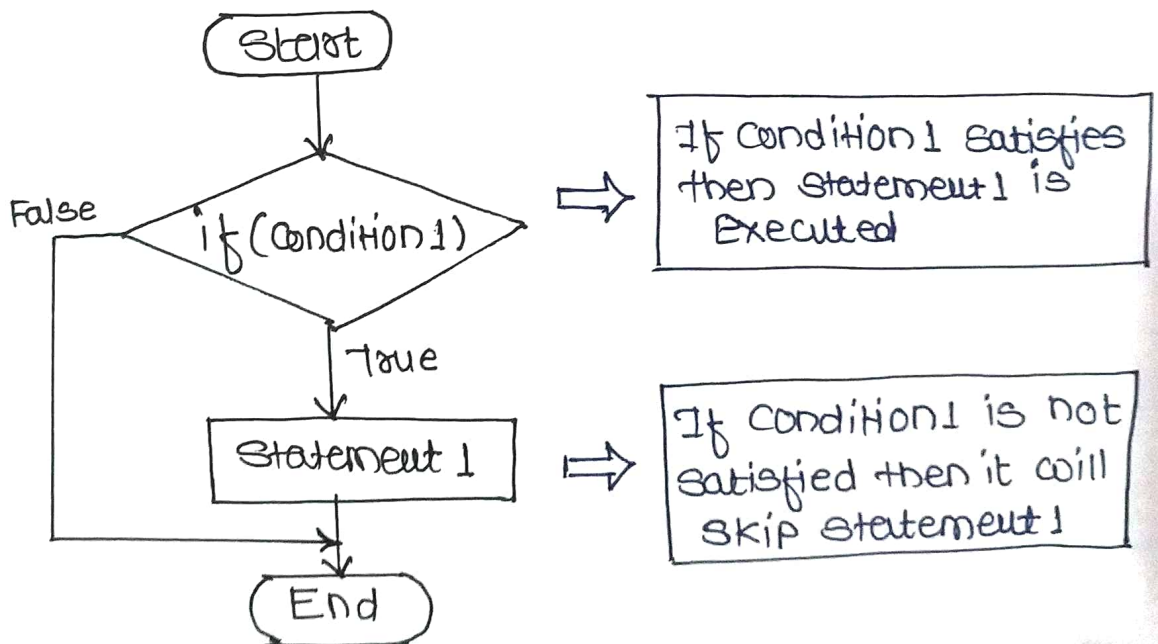 Start
If Condition1 satisfies
then statement1 is
Executed
False
if (Condition1)
True
If Condition1 is not
satisfied then it will
skip statement1
Statement 1
End